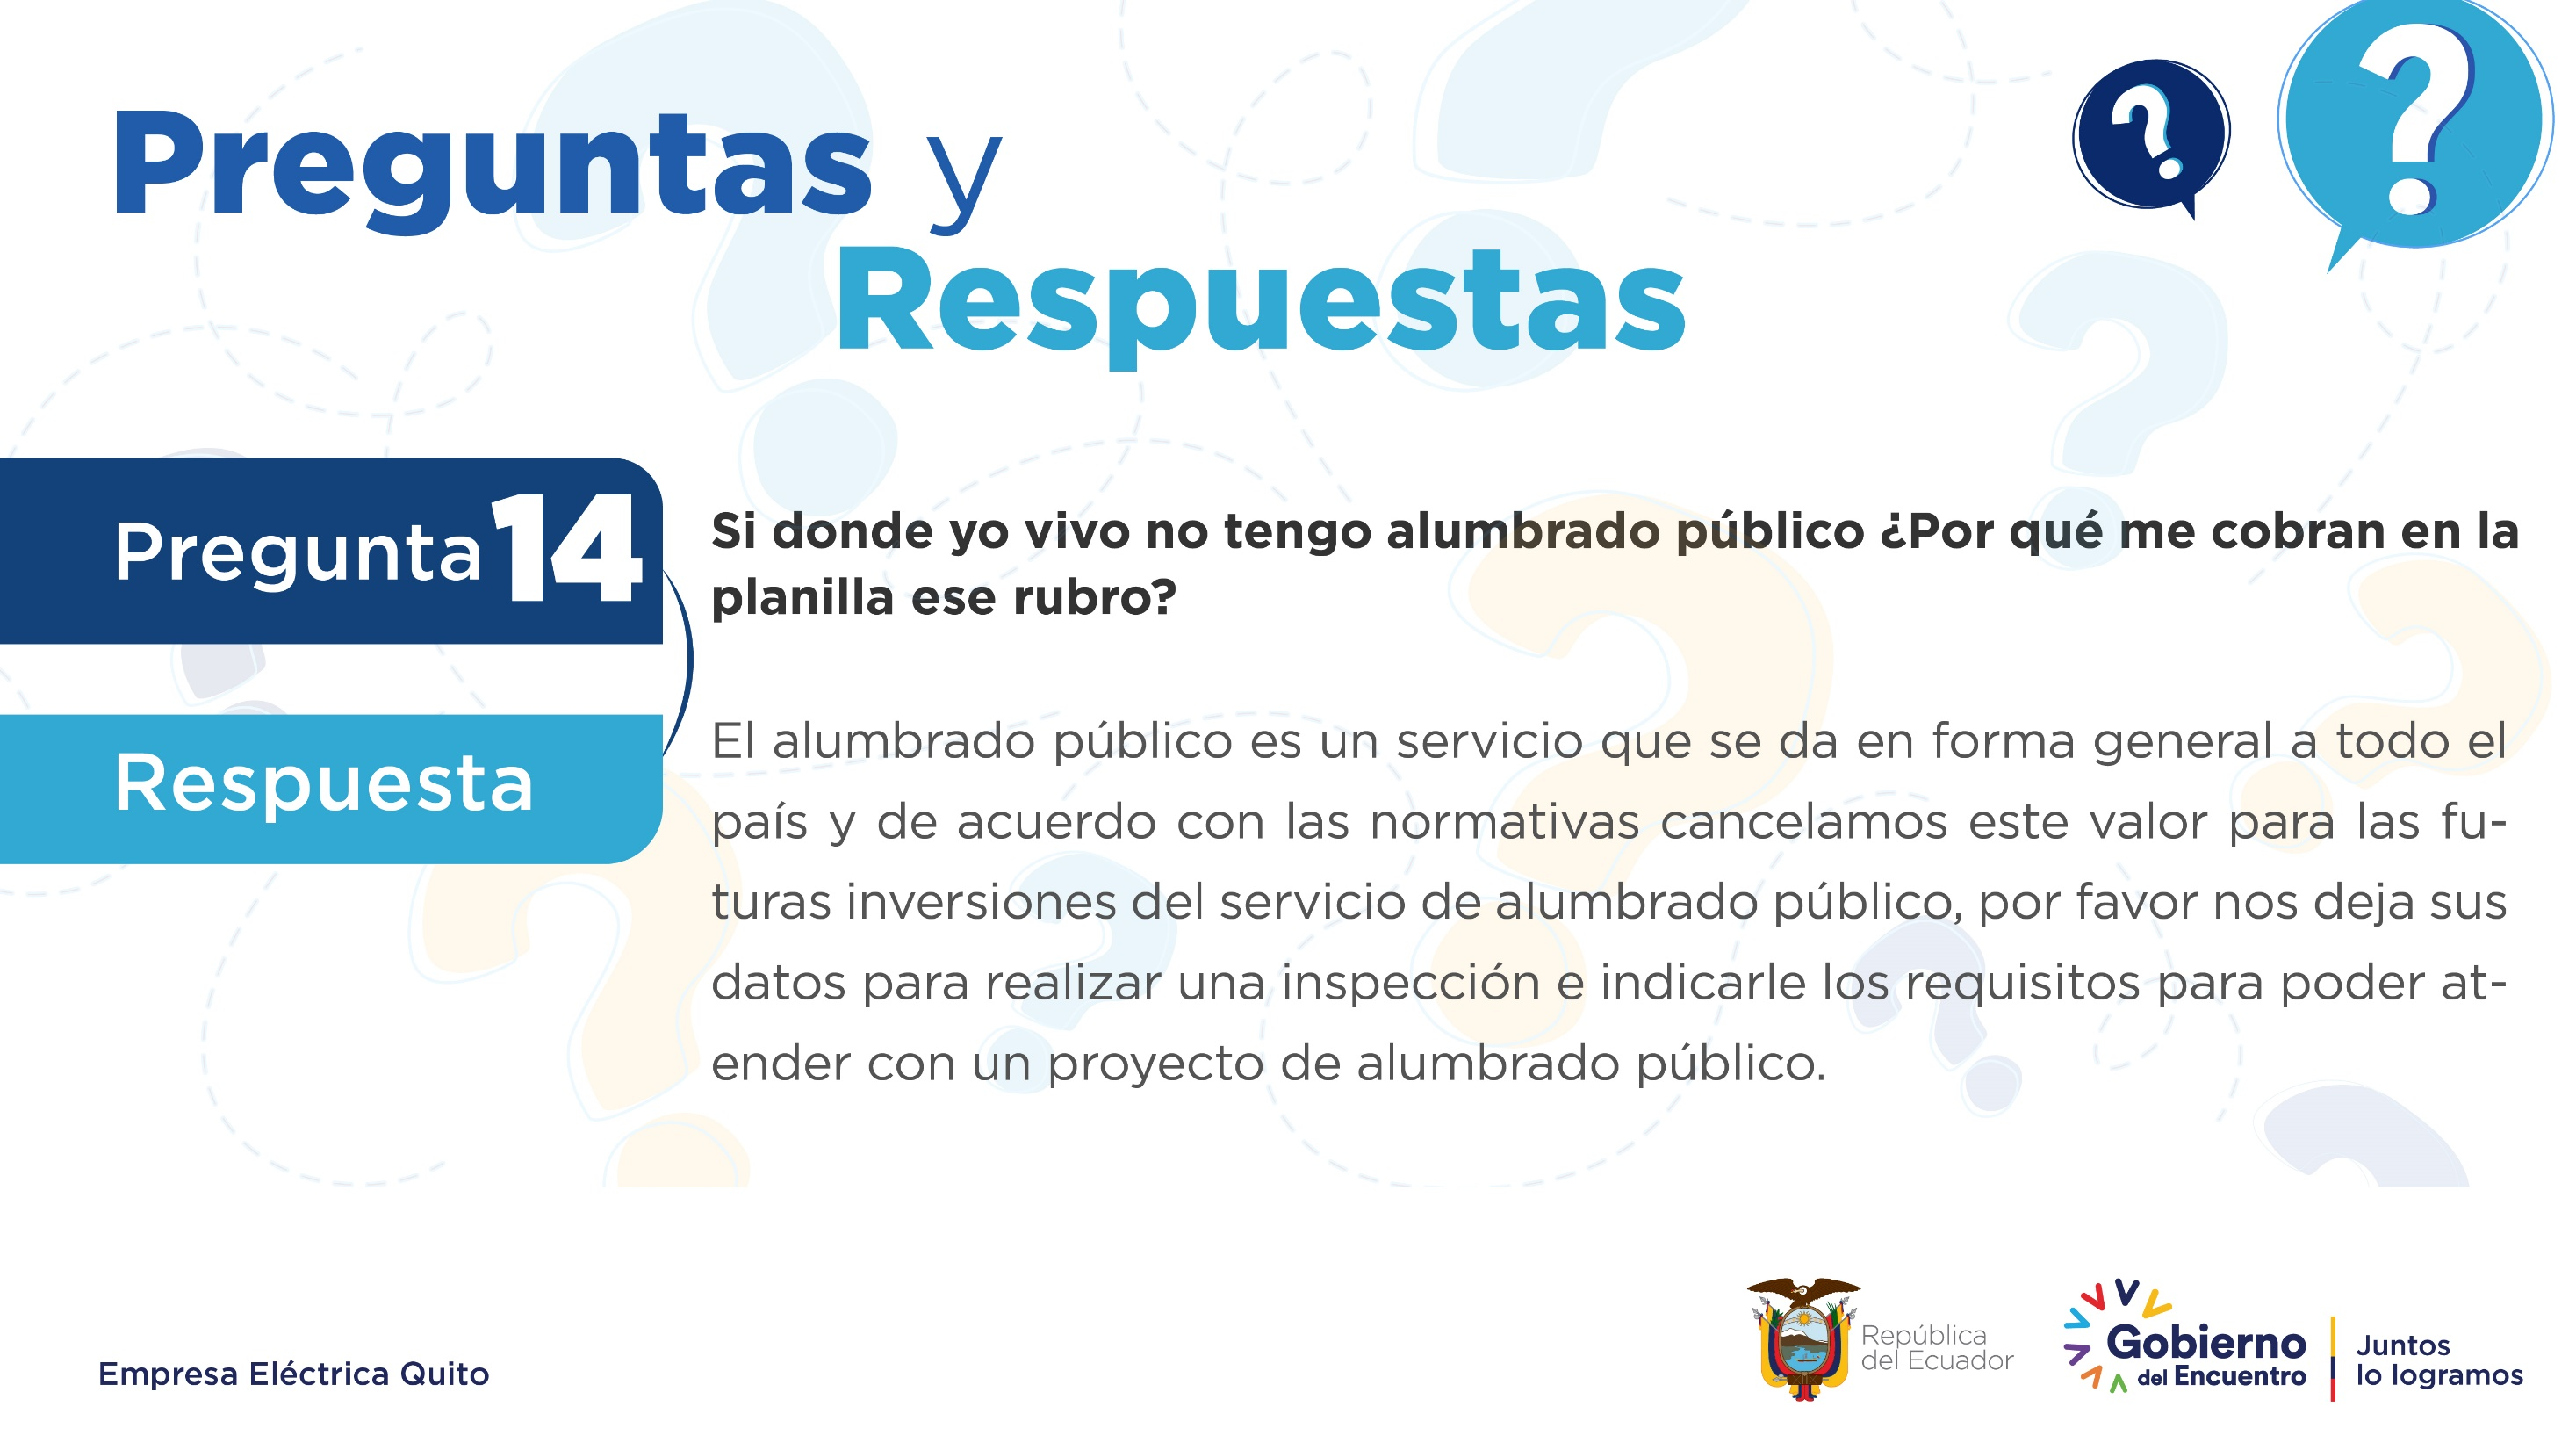 Preguntas y
Respuestas
Pregunta 14
Si donde yo vivo no tengo alumbrado público ¿Por qué me cobran en la
planilla ese rubro?
Respuesta
El alumbrado público es un servicio que se da en forma general a todo el
país y de acuerdo con las normativas cancelamos este valor para las fu-
turas inversiones del servicio de alumbrado público, por favor nos deja sus
datos para realizar una inspección e indicarle los requisitos para poder at-
ender con un proyecto de alumbrado público.
Empresa Eléctrica Quito
República
del Ecuador
Gobierno
del Encuentro
Juntos
lo logramos